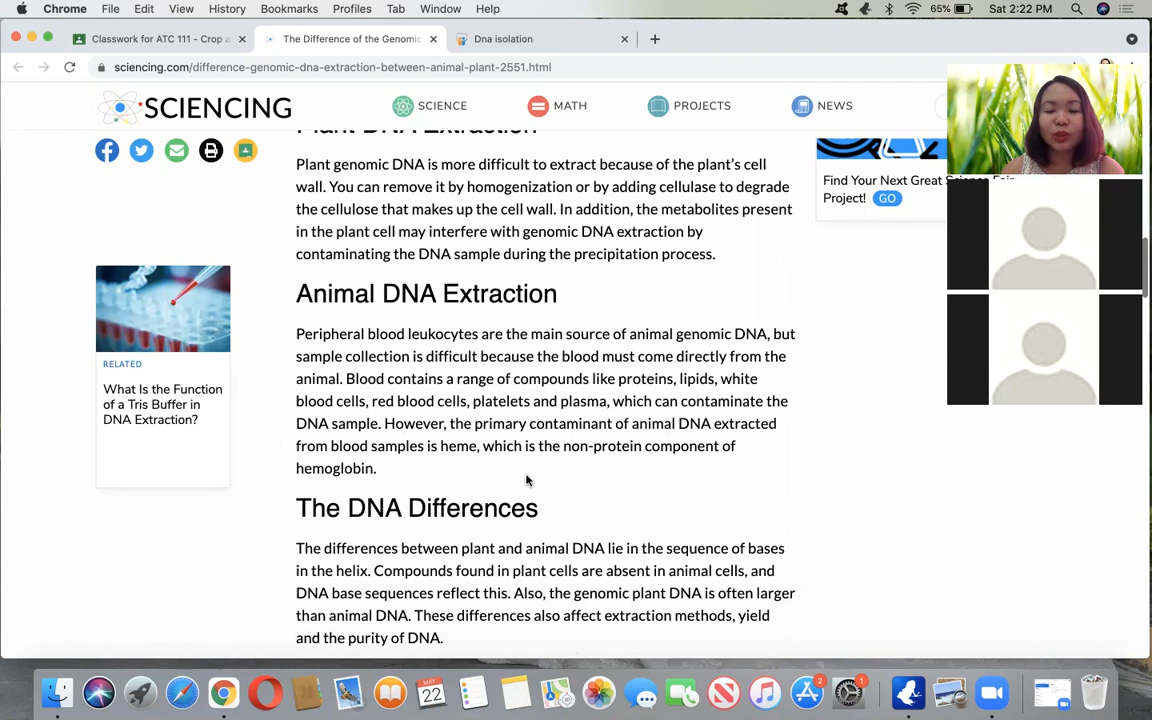 Chrome File Edit View History Bookmarks Profiles Tab Window Help 65% Sat 2:22 PM
Classwork for ATC 111 - Crop a
The Difference of the Genomic
Dna isolation
sciencing.com/difference-genomic-dna-extraction-between-animal-plant-2551.html
SCIENCING
SCIENCE
MATH
PROJECTS
NEWS
Plant DNA Extraction
Plant genomic DNA is more difficult to extract because of the plant's cell
wall. You can remove it by homogenization or by adding cellulase to degrade
the cellulose that makes up the cell wall. In addition, the metabolites present
in the plant cell may interfere with genomic DNA extraction by
contaminating the DNA sample during the precipitation process.
Animal DNA Extraction
Peripheral blood leukocytes are the main source of animal genomic DNA, but
sample collection is difficult because the blood must come directly from the
animal. Blood contains a range of compounds like proteins, lipids, white
blood cells, red blood cells, platelets and plasma, which can contaminate the
DNA sample. However, the primary contaminant of animal DNA extracted
from blood samples is heme, which is the non-protein component of
hemoglobin.
The DNA Differences
The differences between plant and animal DNA lie in the sequence of bases
in the helix. Compounds found in plant cells are absent in animal cells, and
DNA base sequences reflect this. Also, the genomic plant DNA is often larger
than animal DNA. These differences also affect extraction methods, yield
and the purity of DNA.
RELATED
What Is the Function
of a Tris Buffer in
DNA Extraction?
Find Your Next Great Science Fair
Project! GO
MAY
22
2
1